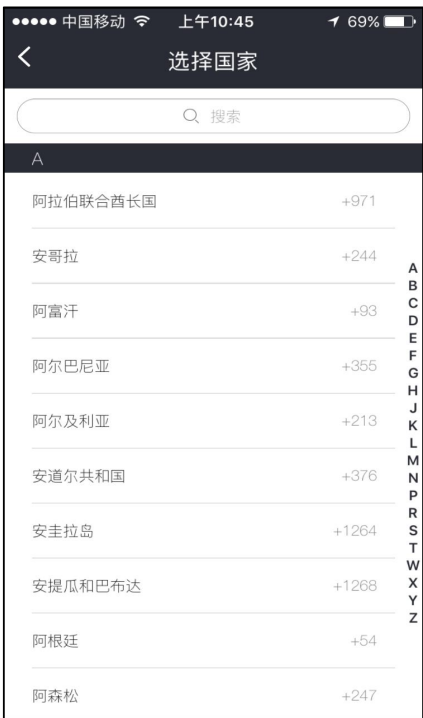 中国移动 上午10:45 69%
选择国家
搜索
A
阿拉伯联合酋长国 +971
安哥拉 +244
阿富汗 +93
阿尔巴尼亚 +355
阿尔及利亚 +213
安道尔共和国 +376
安圭拉岛 +1264
安提瓜和巴布达 +1268
阿根廷 +54
阿森松 +247
A
B
C
D
E
F
G
H
J
K
L
M
N
P
R
S
T
W
X
Y
Z